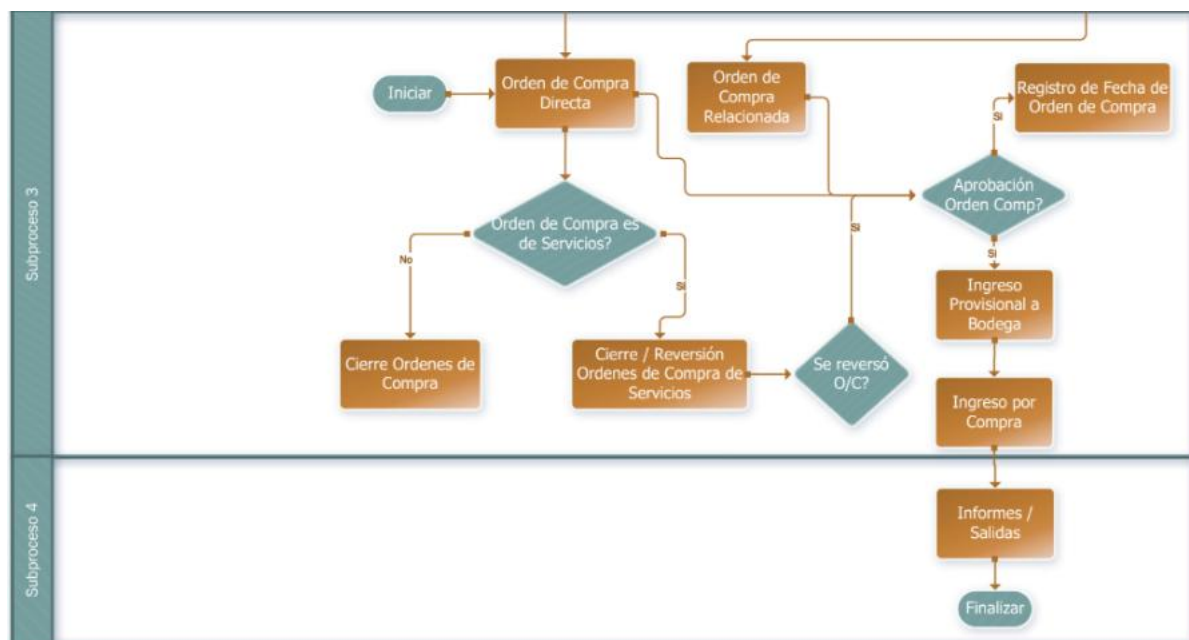 Subproceso 3
Iniciar
Orden de Compra
Directa
Orden de
Compra
Relacionada
Registro de Fecha de
Orden de Compra
Si
Aprobación
Orden Comp?
Orden de Compra es
de Servicios?
No
Si
Si
Si
Ingreso
Provisional a
Bodega
Cierre Ordenes de
Compra
Cierre / Reversión
Ordenes de Compra de
Servicios
Se reversó
O/C?
Ingreso por
Compra
Subproceso 4
Informes /
Salidas
Finalizar